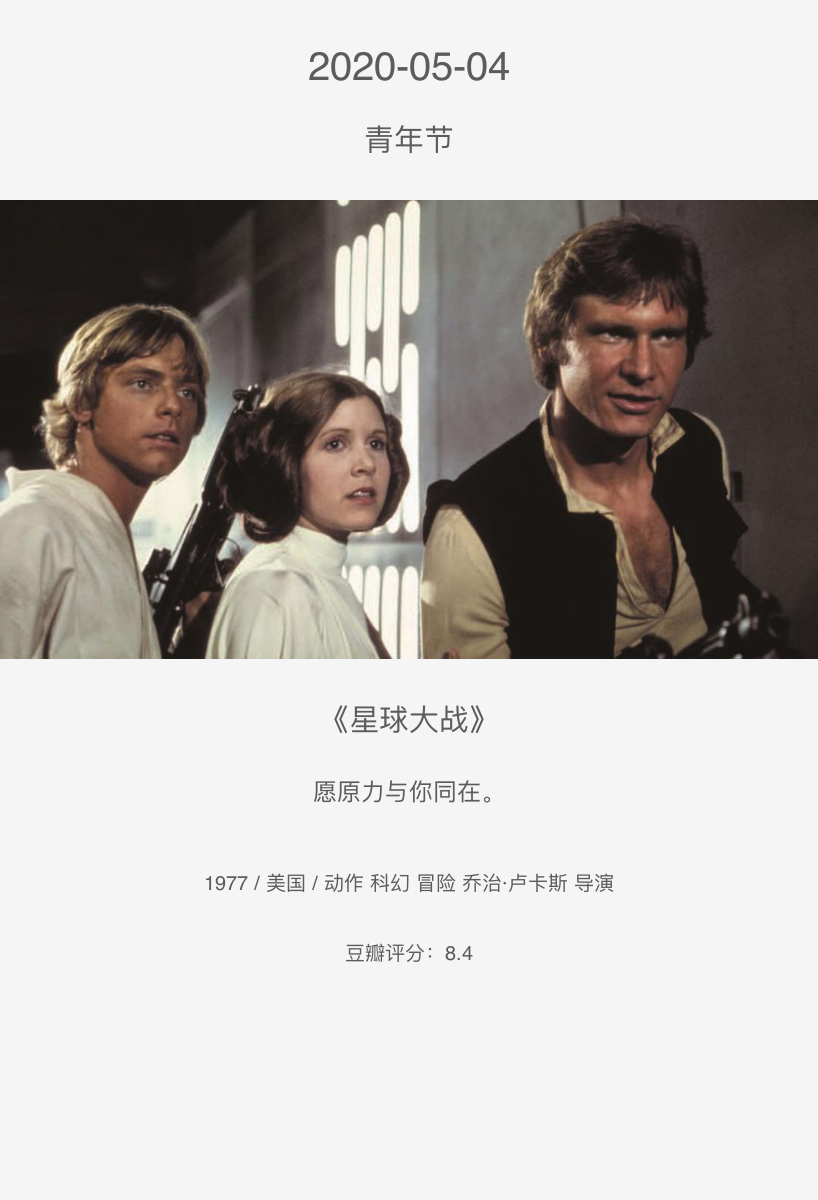 2020-05-04
青年节
《星球大战》
愿原力与你同在。
1977 / 美国 / 动作 科幻 冒险 乔治·卢卡斯 导演
豆瓣评分：8.4